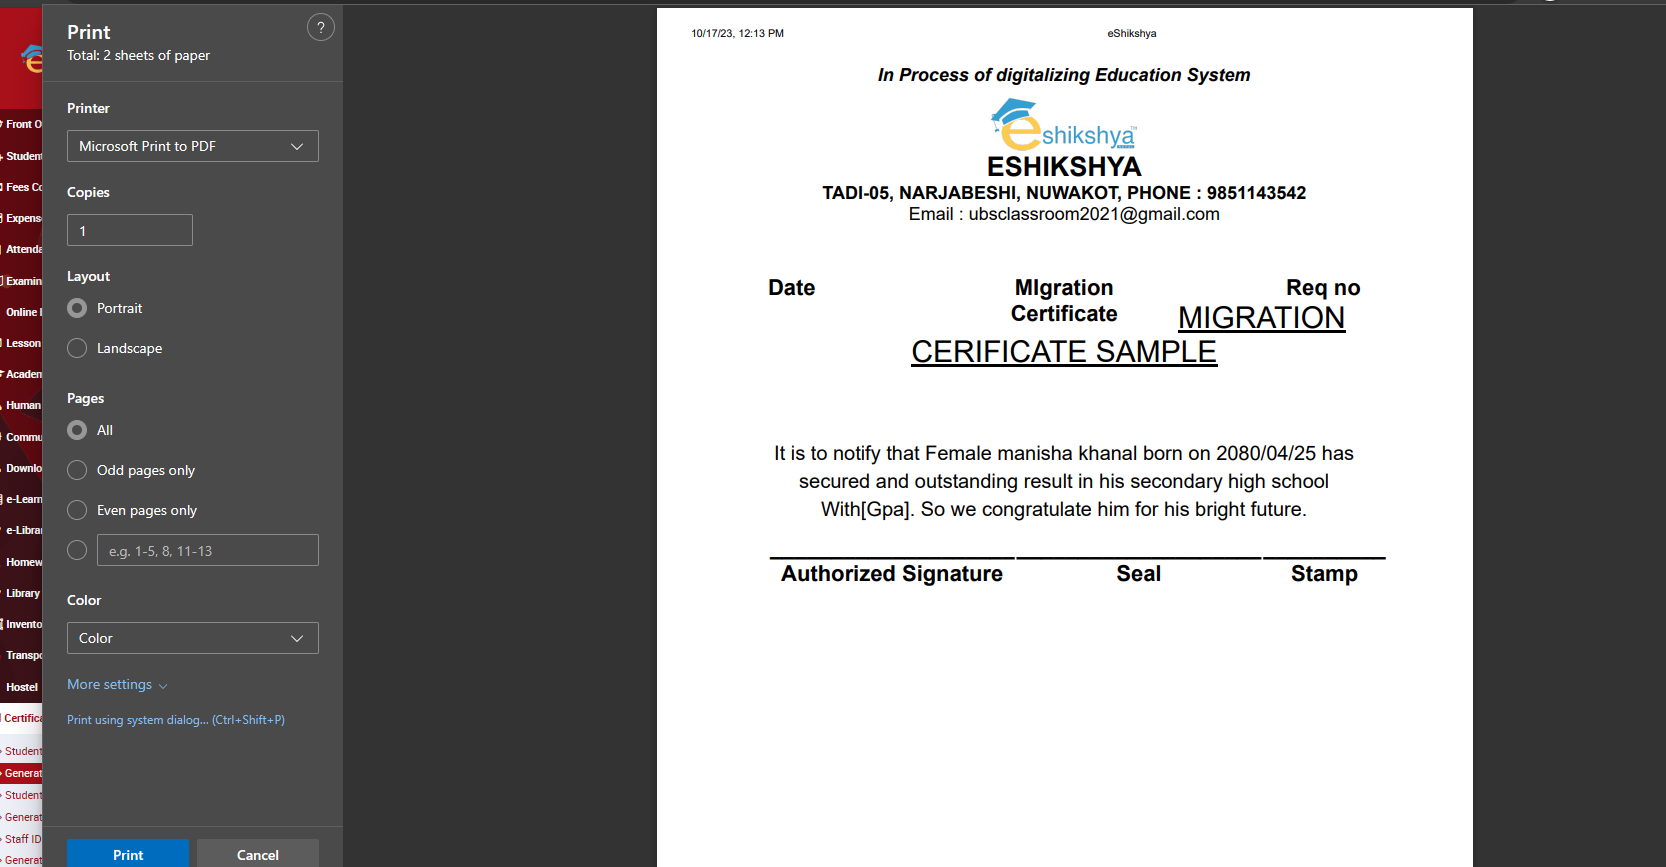 Print
?
Total: 2 sheets of paper
Printer
Microsoft Print to PDF
Copies
1
Layout
Portrait
Landscape
Pages
All
Odd pages only
Even pages only
e.g. 1-5, 8, 11-13
Color
Color
More settings
Print using system dialog... (Ctrl+Shift+P)
Print Cancel
Front O
Student
Fees Co
Expens
Attenda
Examin
Online
Lesson
Academ
Human
Commu
Downlo
e-Learn
e-Librar
Homew
Library
Invento
Transpo
Hostel
Certifica
Student
Generat
Student
Generat
Staff ID
Generat
10/17/23, 12:13 PM eShikshya
In Process of digitalizing Education System
eshikshya
ESHIKSHYA
TADI-05, NARJABESHI, NUWAKOT, PHONE : 9851143542
Email : ubsclassroom2021@gmail.com
Date MIgration Req no
Certificate MIGRATION
CERIFICATE SAMPLE
It is to notify that Female manisha khanal born on 2080/04/25 has
secured and outstanding result in his secondary high school
With[Gpa]. So we congratulate him for his bright future.
Authorized Signature Seal Stamp